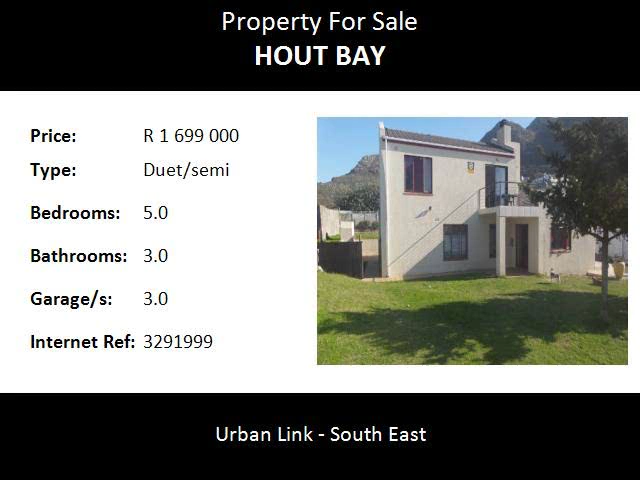 Property For Sale
HOUT BAY
Price: R 1 699 000
Type: Duet/semi
Bedrooms: 5.0
Bathrooms: 3.0
Garage/s: 3.0
Internet Ref: 3291999
Urban Link - South East